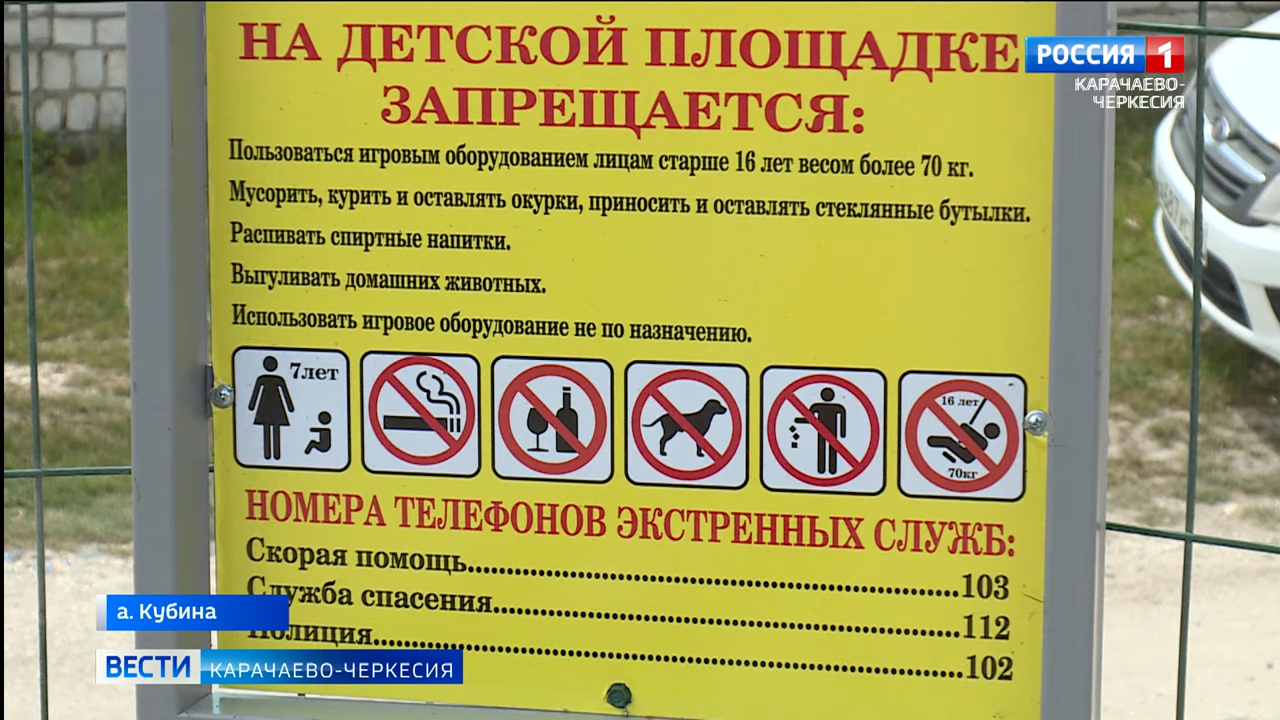 НА ДЕТСКОЙ ПЛОЩАДКЕ
ЗАПРЕЩАЕТСЯ:
РОССИЯ 1
КАРАЧАЕВО-
ЧЕРКЕСИЯ
Пользоваться игровым оборудованием лицам старше 16 лет весом более 70 кг.
Мусорить, курить и оставлять окурки, приносить и оставлять стеклянные бутылки.
Распивать спиртные напитки.
Выгуливать домашних животных.
Использовать игровое оборудование не по назначению.
7лет
16 лет
70кг
НОМЕРА ТЕЛЕФОНОВ ЭКСТРЕННЫХ СЛУЖБ:
Скорая помощь...103
Служба спасения...112
Полиция...102
а. Кубина
ВЕСТИ КАРАЧАЕВО-ЧЕРКЕСИЯ